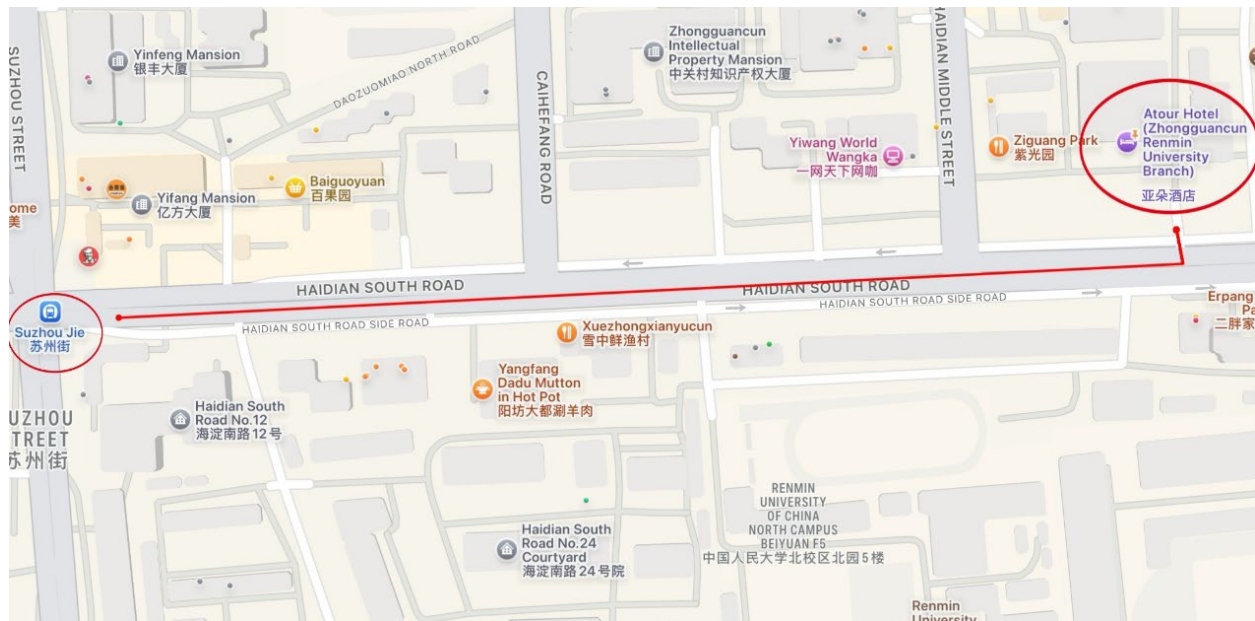 SUZHOU STREET
Yinfeng Mansion
银丰大厦
DAOZUOMIAO NORTH ROAD
CAIHEFANG ROAD
Zhongguancun
Intellectual
Property Mansion
中关村知识产权大厦
HAIDIAN MIDDLE STREET
Yiwang World
Wangka
一网天下网咖
Ziguang Park
紫光园
Atour Hotel
(Zhongguancun
Renmin
University
Branch)
亚朵酒店
Baiguoyuan
百果园
Yifang Mansion
亿方大厦
ome
美
HAIDIAN SOUTH ROAD
HAIDIAN SOUTH ROAD
HAIDIAN SOUTH ROAD SIDE ROAD
HAIDIAN SOUTH ROAD SIDE ROAD
Suzhou Jie
苏州街
Xuezhongxianyucun
雪中鲜渔村
Erpang
Pa
二胖家
Yangfang
Dadu Mutton
in Hot Pot
阳坊大都涮羊肉
Haidian South
Road No.12
海淀南路12号
UZHOU
TREET
苏州街
RENMIN
UNIVERSITY
OF CHINA
NORTH CAMPUS
BEIYUAN F5
中国人民大学北校区北园5楼
Haidian South
Road No.24
Courtyard
海淀南路24号院
Renmin
University